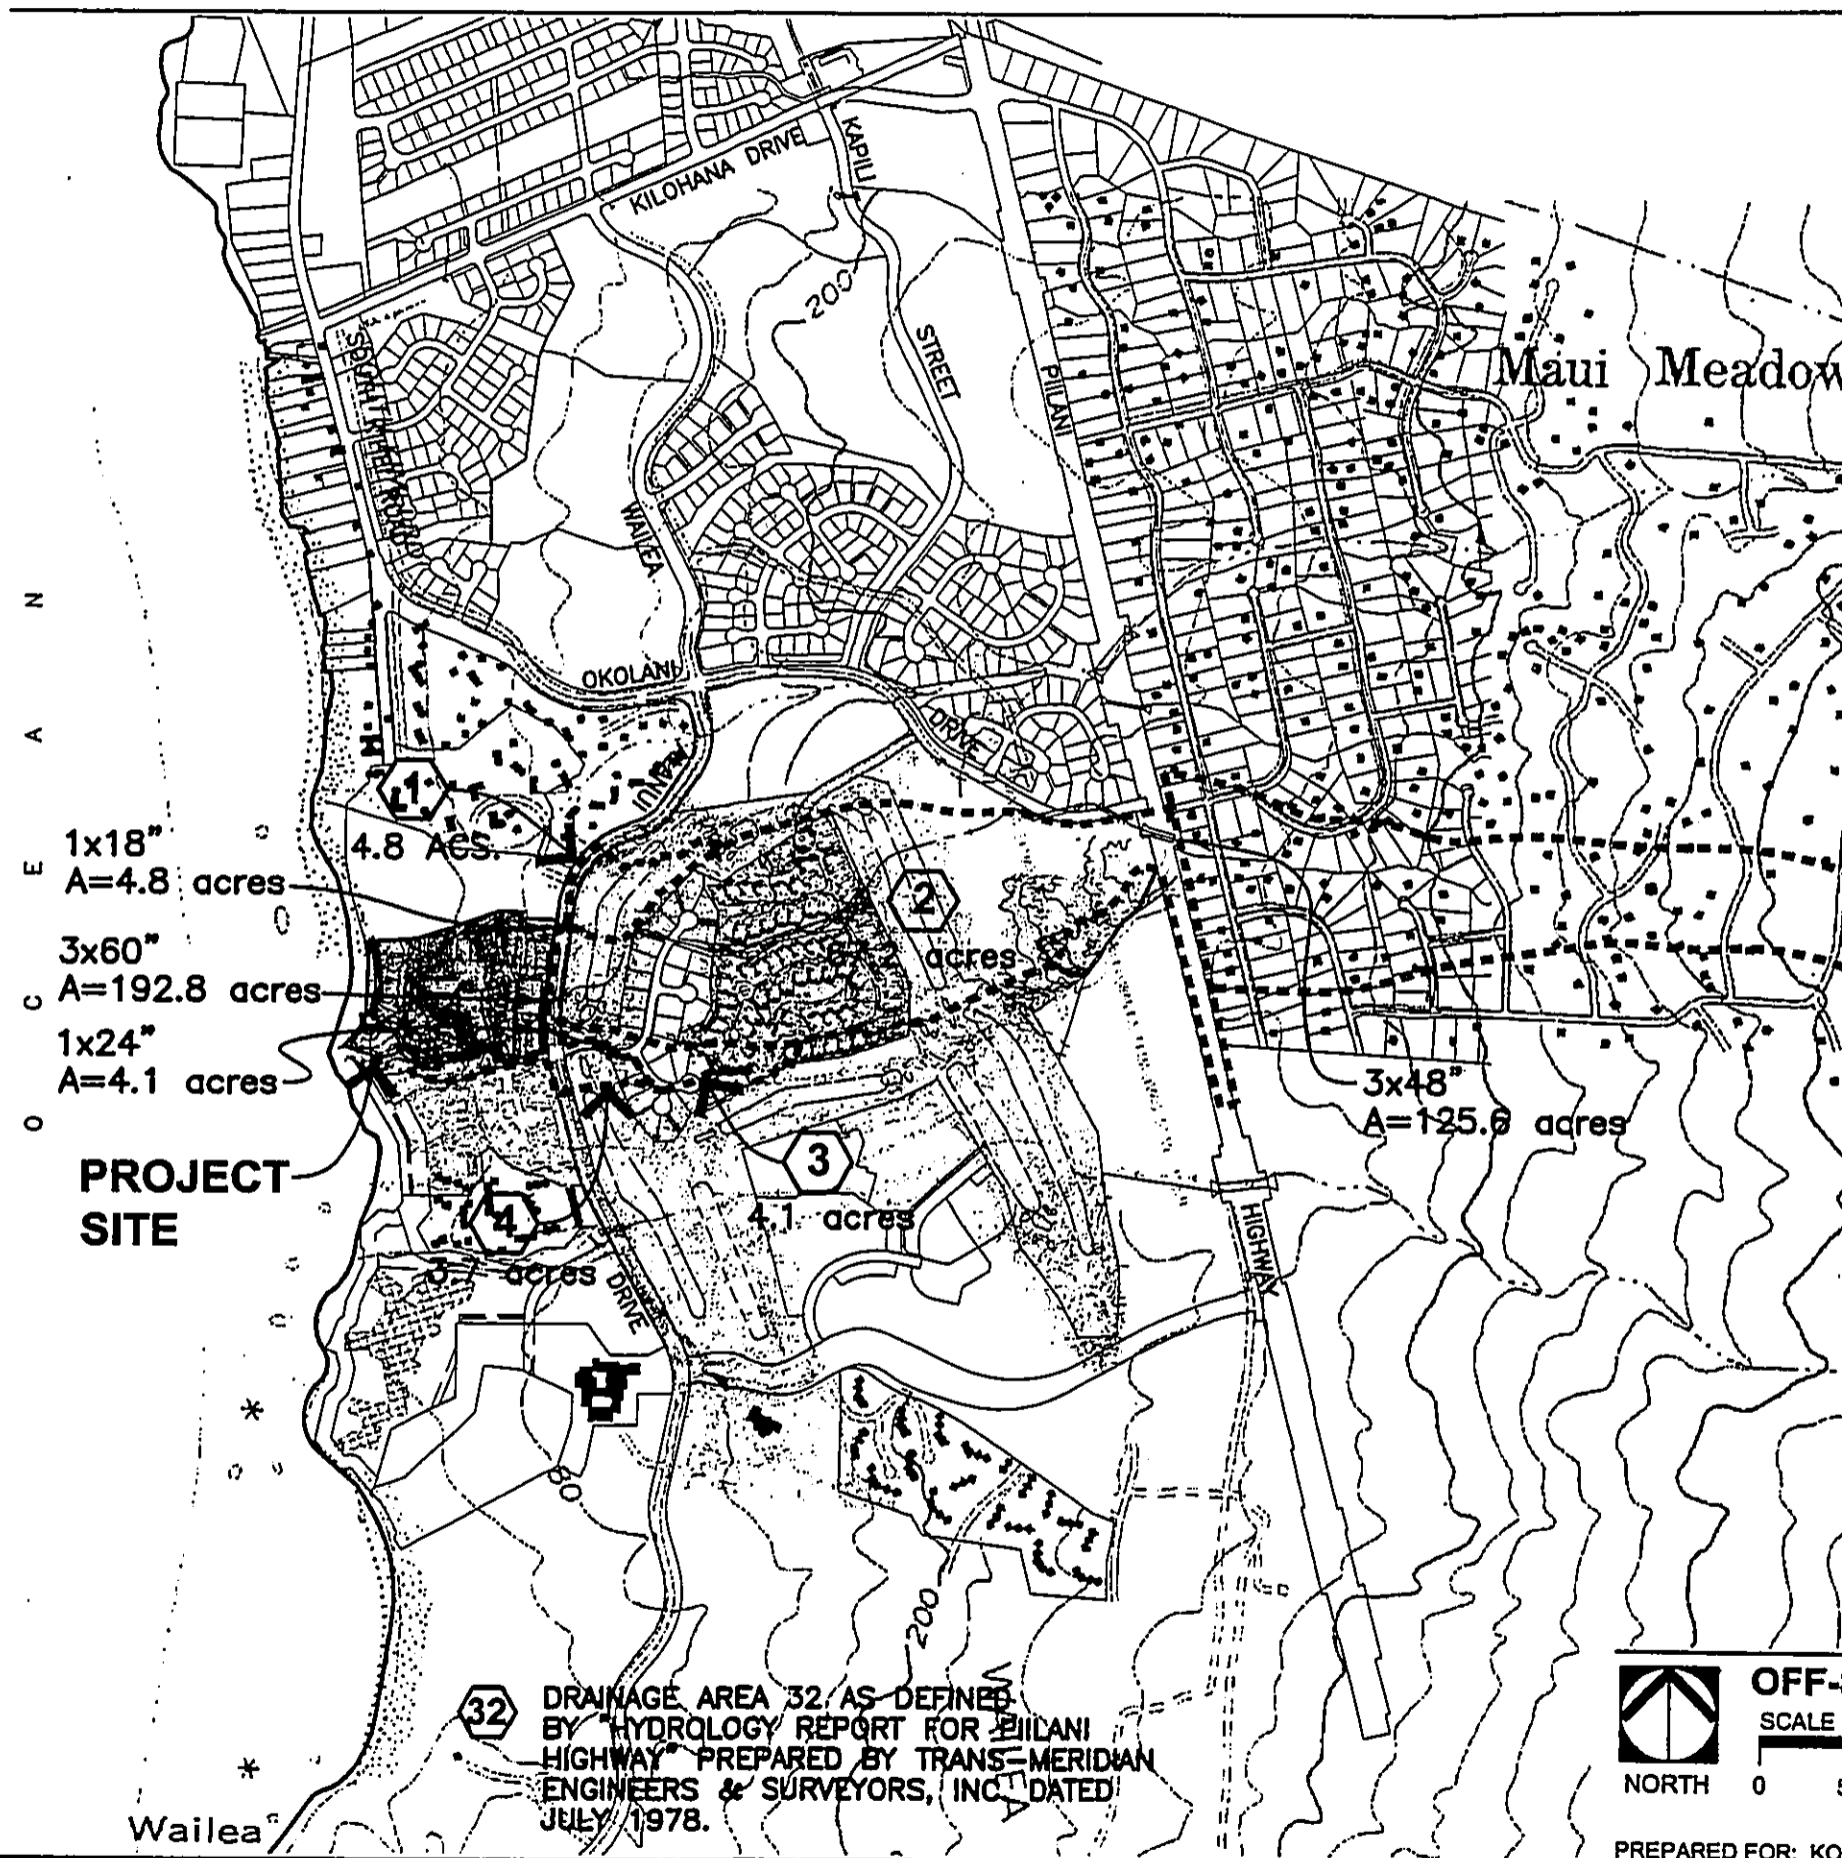 KILOHANA DRIVE
KAPILI
STREET
200
PIILANI
Maui Meadow
WAILEA
OKOLANI
DRIVE
OCEAN
1
4.8 ACS.
1x18"
A=4.8 acres
2
acres
3x60"
A=192.8 acres
1x24"
A=4.1 acres
3x48"
A=125.6 acres
PROJECT
SITE
3
4.1 acres
4
acres
DRIVE
HIGHWAY
80
200
WAILEA
32
DRAINAGE AREA 32 AS DEFINED
BY "HYDROLOGY REPORT FOR PIILANI
HIGHWAY" PREPARED BY TRANS-MERIDIAN
ENGINEERS & SURVEYORS, INC. DATED
JULY 1978.
Wailea
NORTH
OFF-
SCALE
0
PREPARED FOR: KO